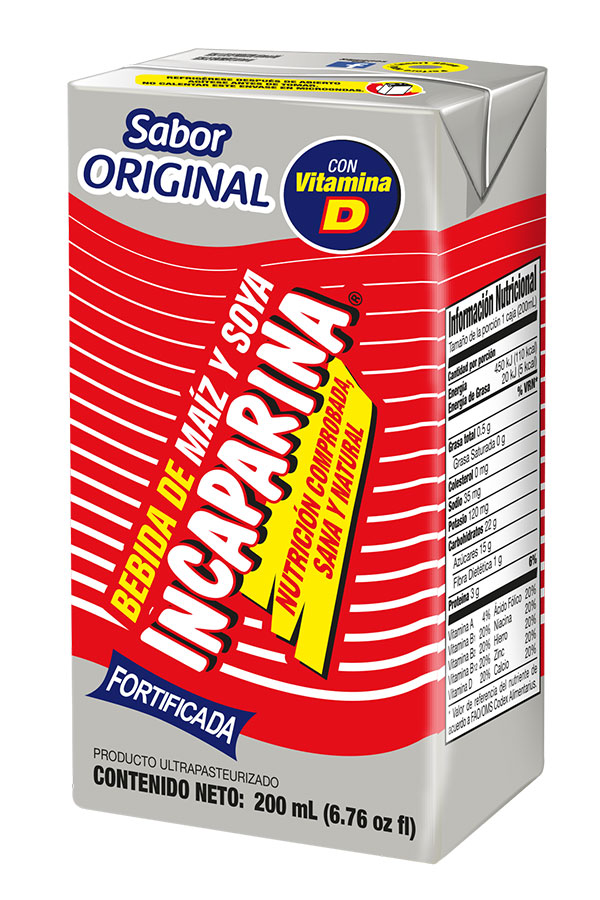 REFRIGÉRESE DESPUÉS DE ABIERTO
AGÍTESE ANTES DE TOMAR.
NO CALENTAR ESTE ENVASE EN MICROONDAS.
Sabor
ORIGINAL
CON
Vitamina
D
BEBIDA DE MAÍZ Y SOYA
INCAPARINA®
NUTRICIÓN COMPROBADA,
SANA Y NATURAL
FORTIFICADA
PRODUCTO ULTRAPASTEURIZADO
CONTENIDO NETO: 200 mL (6.76 oz fl)
Información Nutricional
Tamaño de la porción 1 caja (200mL)
Cantidad por porción
Energía 450 kJ (110 kcal)
Energía de Grasa 20 kJ (5 kcal)
% VRN*
Grasa total 0.5 g
Grasa Saturada 0 g
Colesterol 0 mg
Sodio 35 mg
Potasio 120 mg
Carbohidratos 22 g
Azúcares 15 g
Fibra Dietética 1 g
Proteína 3 g 6%
Vitamina A 4% Ácido Fólico 20%
Vitamina B1 20% Niacina 20%
Vitamina B2 20% Hierro 20%
Vitamina B12 20% Zinc 20%
Vitamina D 20% Calcio 20%
* Valor de referencia del nutriente de
acuerdo a FAO/OMS Codex Alimentarius.